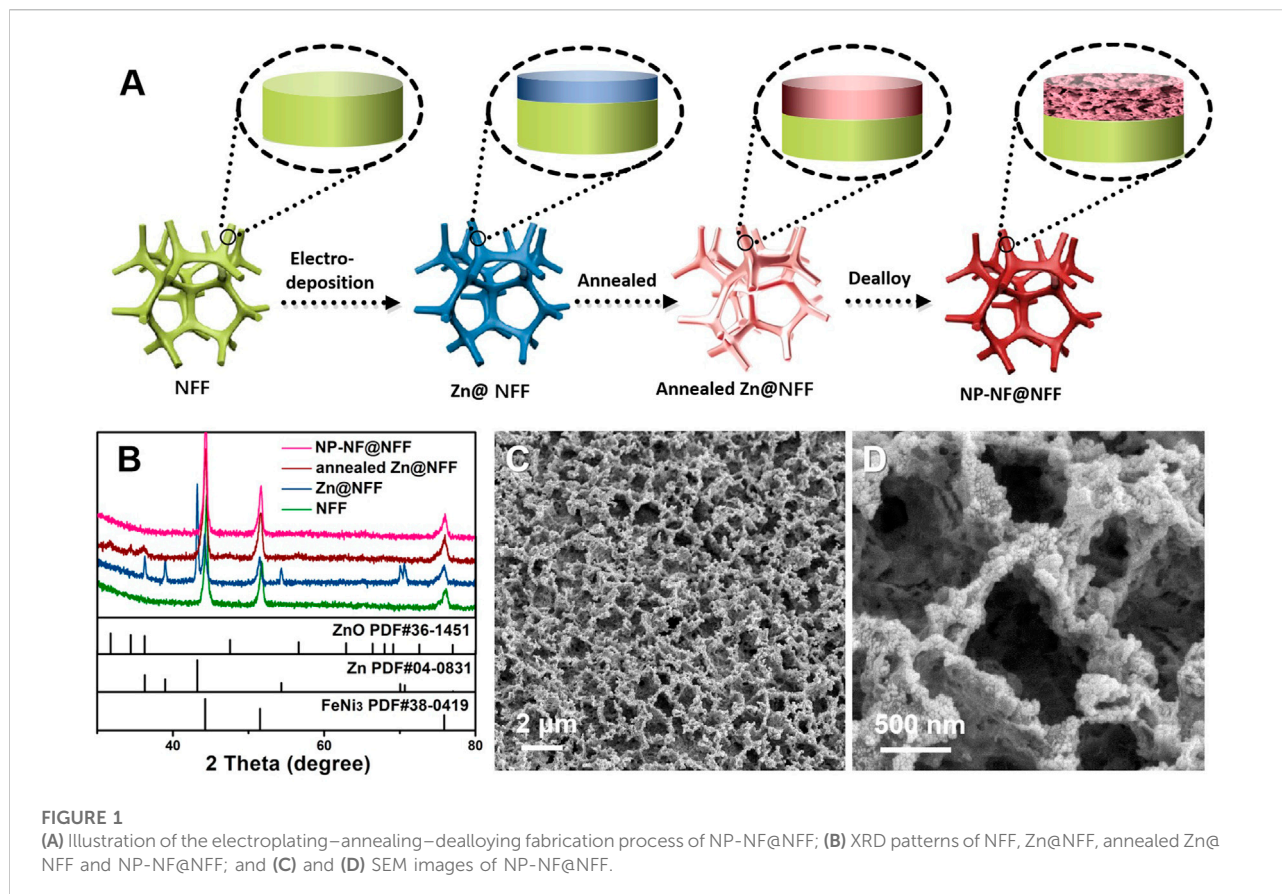 A
Electro-
deposition
Annealed
Dealloy
NFF
Zn@ NFF
Annealed Zn@NFF
NP-NF@NFF
B
NP-NF@NFF
annealed Zn@NFF
Zn@NFF
NFF
ZnO PDF#36-1451
Zn PDF#04-0831
FeNi3 PDF#38-0419
40
60
80
2 Theta (degree)
C
2 μm
D
500 nm
FIGURE 1
(A) Illustration of the electroplating–annealing–dealloying fabrication process of NP-NF@NFF; (B) XRD patterns of NFF, Zn@NFF, annealed Zn@
NFF and NP-NF@NFF; and (C) and (D) SEM images of NP-NF@NFF.